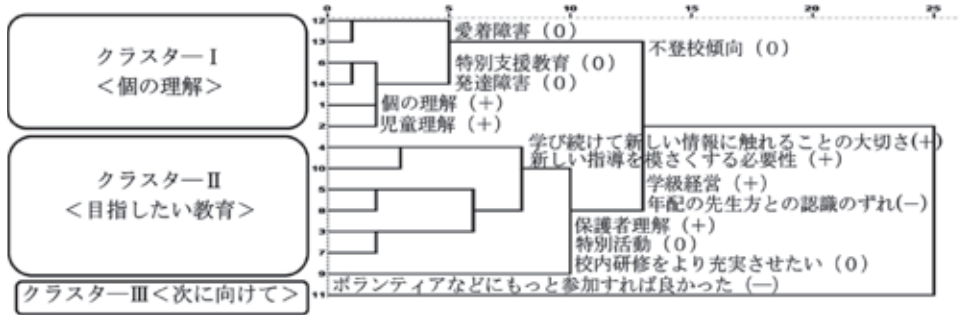 0 5 10 15 20 25
クラスターⅠ
＜個の理解＞
12
13
6
14
1
2
愛着障害（0）
不登校傾向（0）
特別支援教育（0）
発達障害（0）
個の理解（+）
児童理解（+）
クラスターⅡ
＜目指したい教育＞
4
10
5
8
3
7
9
学び続けて新しい情報に触れることの大切さ(+)
新しい指導を模さくする必要性（+）
学級経営（+）
年配の先生方との認識のずれ(−)
保護者理解（+）
特別活動（0）
校内研修をより充実させたい（0）
クラスターⅢ＜次に向けて＞
11
ボランティアなどにもっと参加すれば良かった（—）